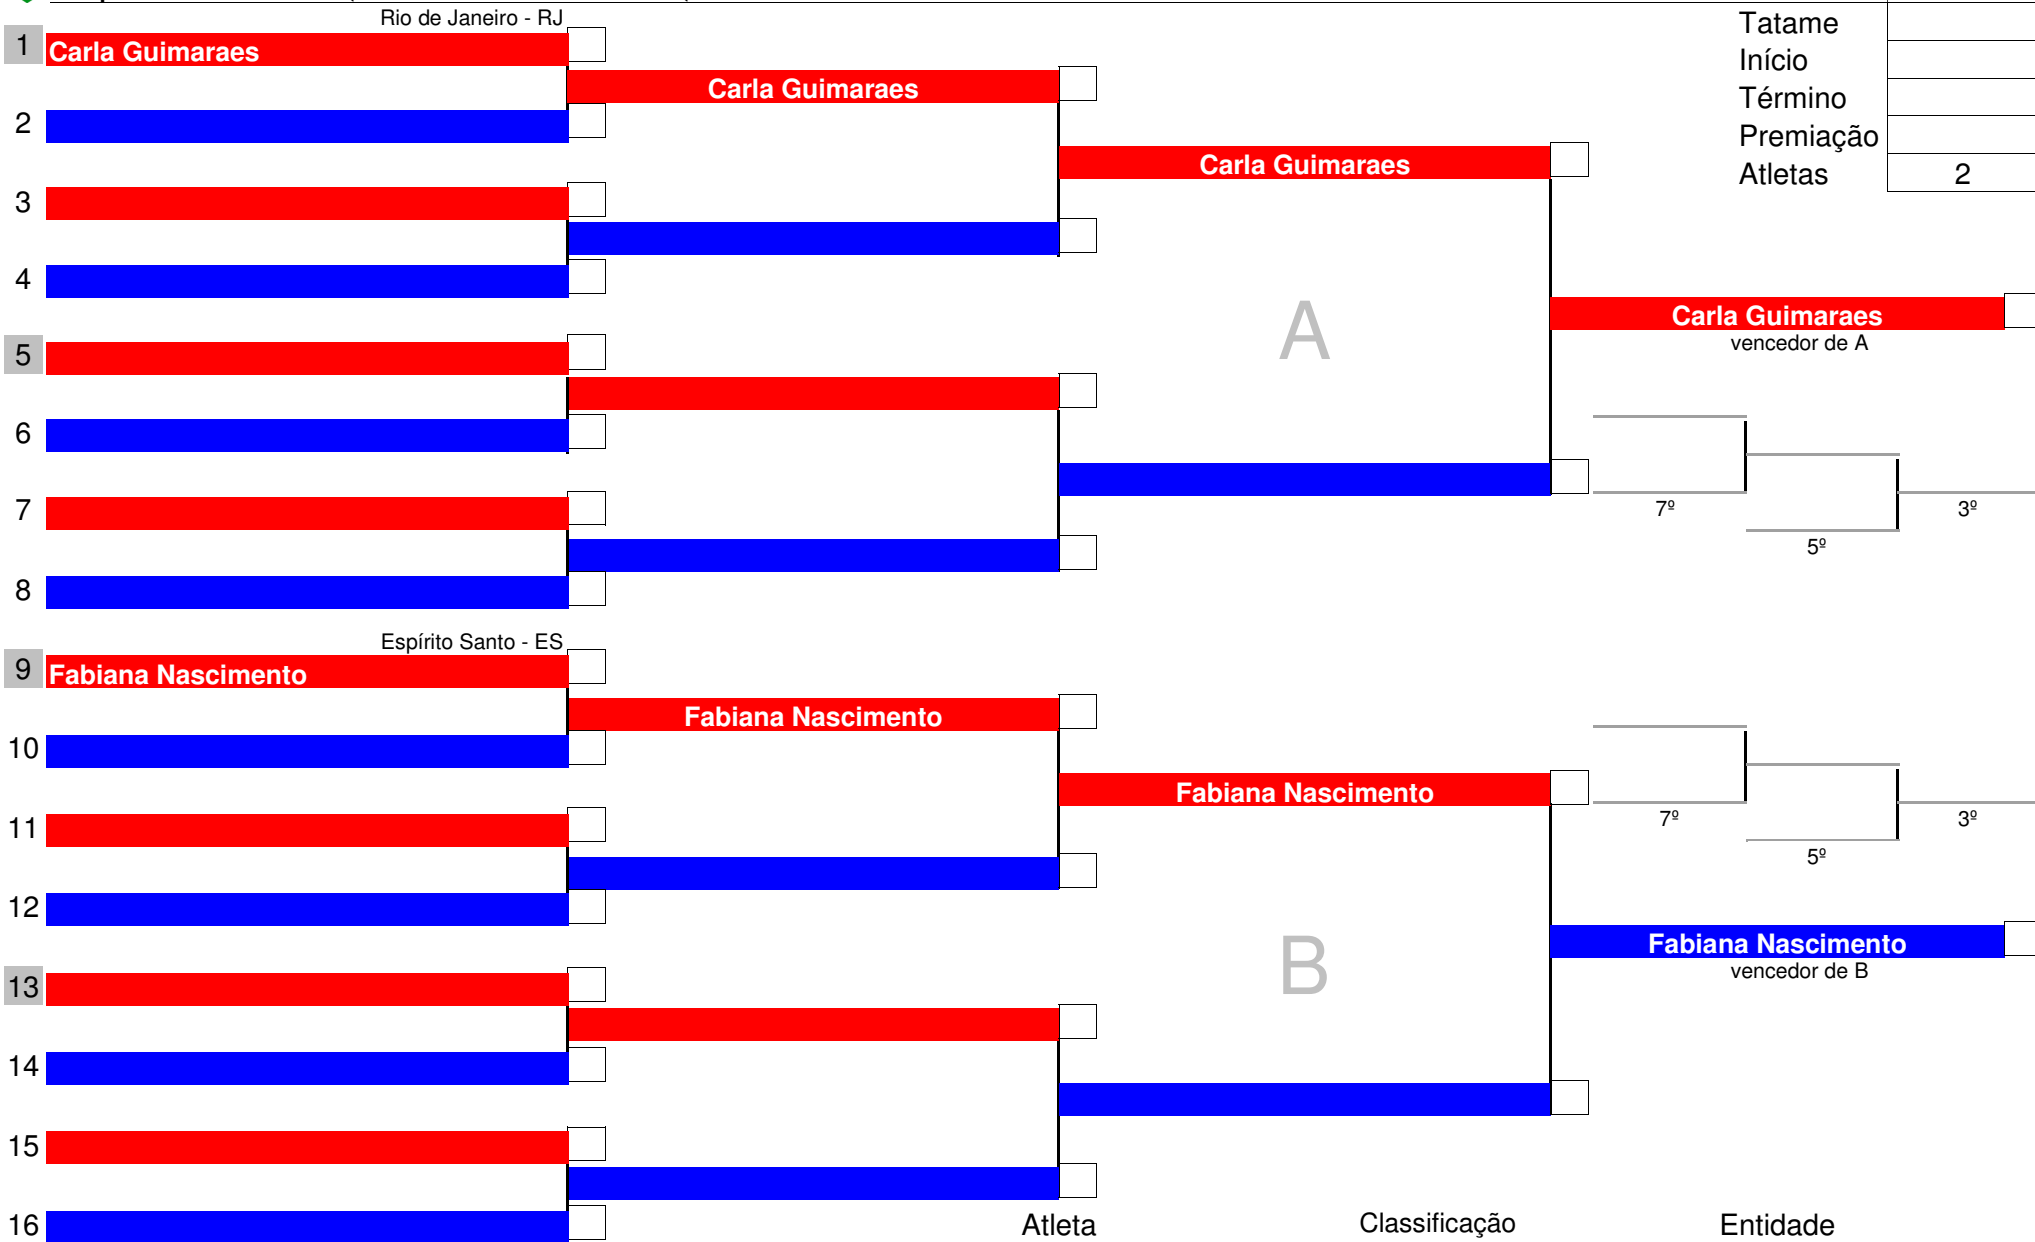 Rio de Janeiro - RJ
Tatame
1 Carla Guimaraes
Início
Carla Guimaraes
Término
2
Premiação
Carla Guimaraes
Atletas 2
3
4
Carla Guimaraes
A
vencedor de A
5
6
7
7º 3º
5º
8
Espírito Santo - ES
9 Fabiana Nascimento
Fabiana Nascimento
10
Fabiana Nascimento
11
7º 3º
5º
12
Fabiana Nascimento
B
vencedor de B
13
14
15
16
Atleta Classificação Entidade